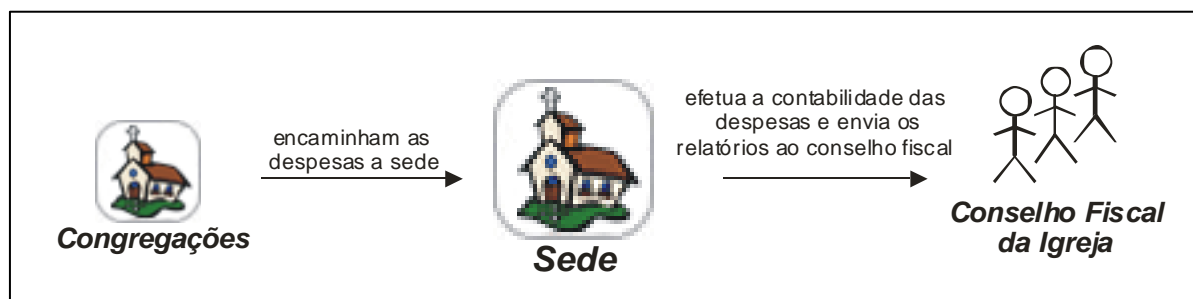 encaminham as
despesas a sede
efetua a contabilidade das
despesas e envia os
relatórios ao conselho fiscal
Congregações
Sede
Conselho Fiscal
da Igreja